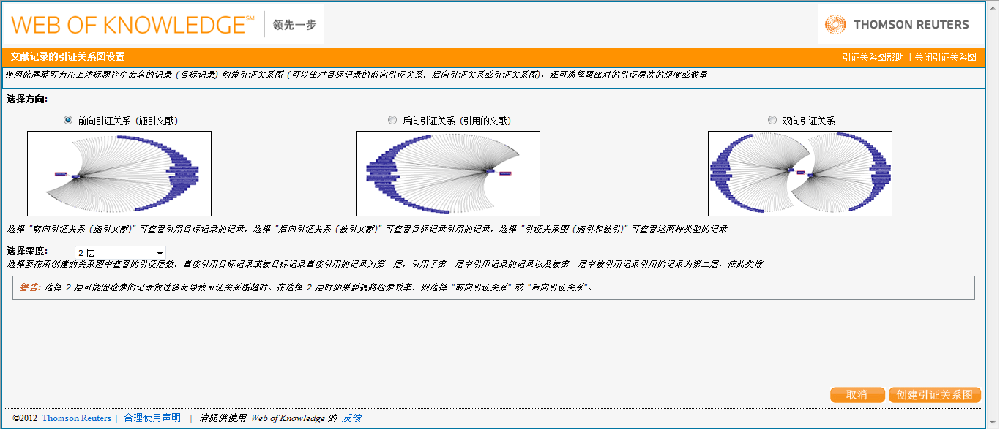 WEB OF KNOWLEDGE℠ 领先一步
THOMSON REUTERS
文献记录的引证关系图设置
引证关系图帮助 | 关闭引证关系图
使用此屏幕可为在上述标题栏中命名的记录 (目标记录) 创建引证关系图 (可以比对目标记录的前向引证关系，后向引证关系或引证关系图)，还可选择要比对的引证层次的深度或数量
选择方向:
前向引证关系 (施引文献)
后向引证关系 (引用的文献)
双向引证关系
选择 "前向引证关系 (施引文献)" 可查看引用目标记录的记录，选择 "后向引证关系 (被引文献)" 可查看目标记录引用的记录，选择 "引证关系图 (施引和被引)" 可查看这两种类型的记录
选择深度: 2 层
选择要在所创建的关系图中查看的引证层数，直接引用目标记录或被目标记录直接引用的记录为第一层，引用了第一层中引用记录的记录以及被第一层中被引用记录引用的记录为第二层，依此类推
警告: 选择 2 层可能因检索的记录数过多而导致引证关系图超时。在选择 2 层时如果要提高检索效率，则选择 "前向引证关系" 或 "后向引证关系"。
取消 创建引证关系图
©2012 Thomson Reuters | 合理使用声明 | 请提供使用 Web of Knowledge 的 反馈